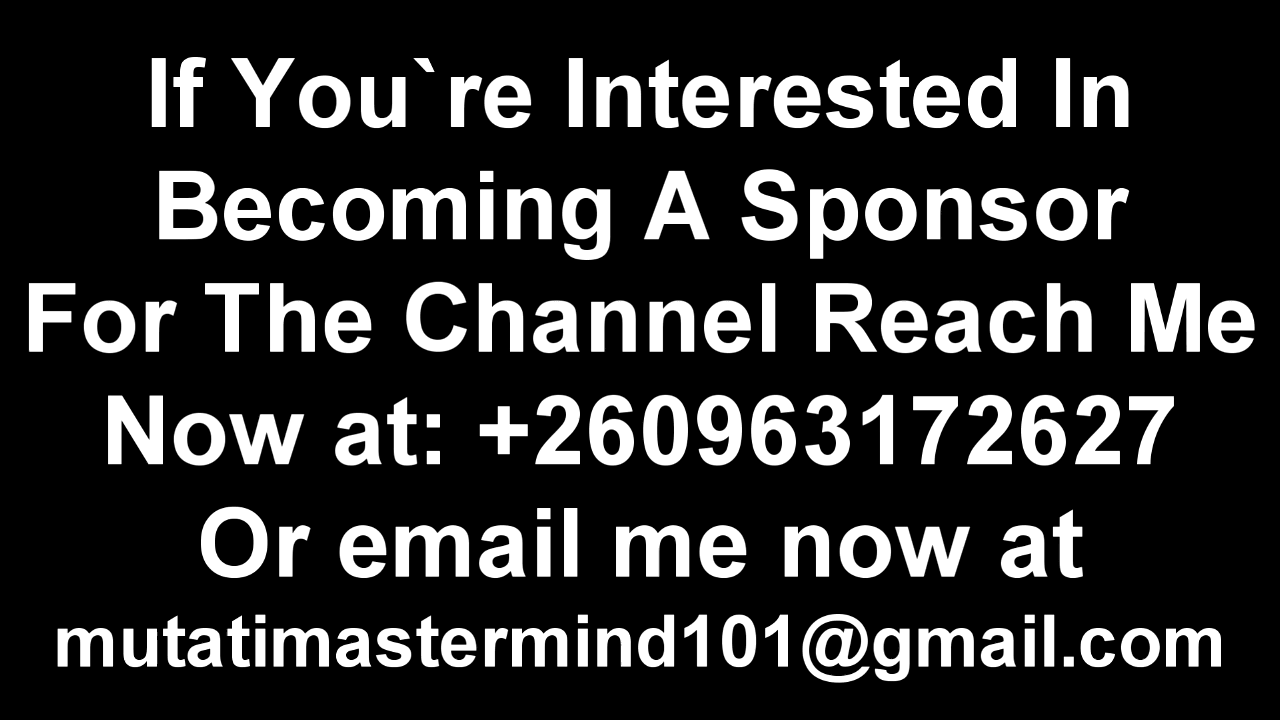 If You`re Interested In
Becoming A Sponsor
For The Channel Reach Me
Now at: +260963172627
Or email me now at
mutatimastermind101@gmail.com